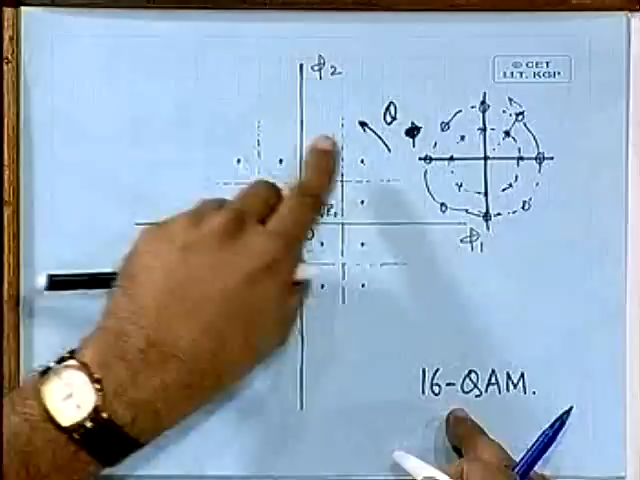 φ2
© CET
I.I.T. KGP
Q
φ1
16-QAM.